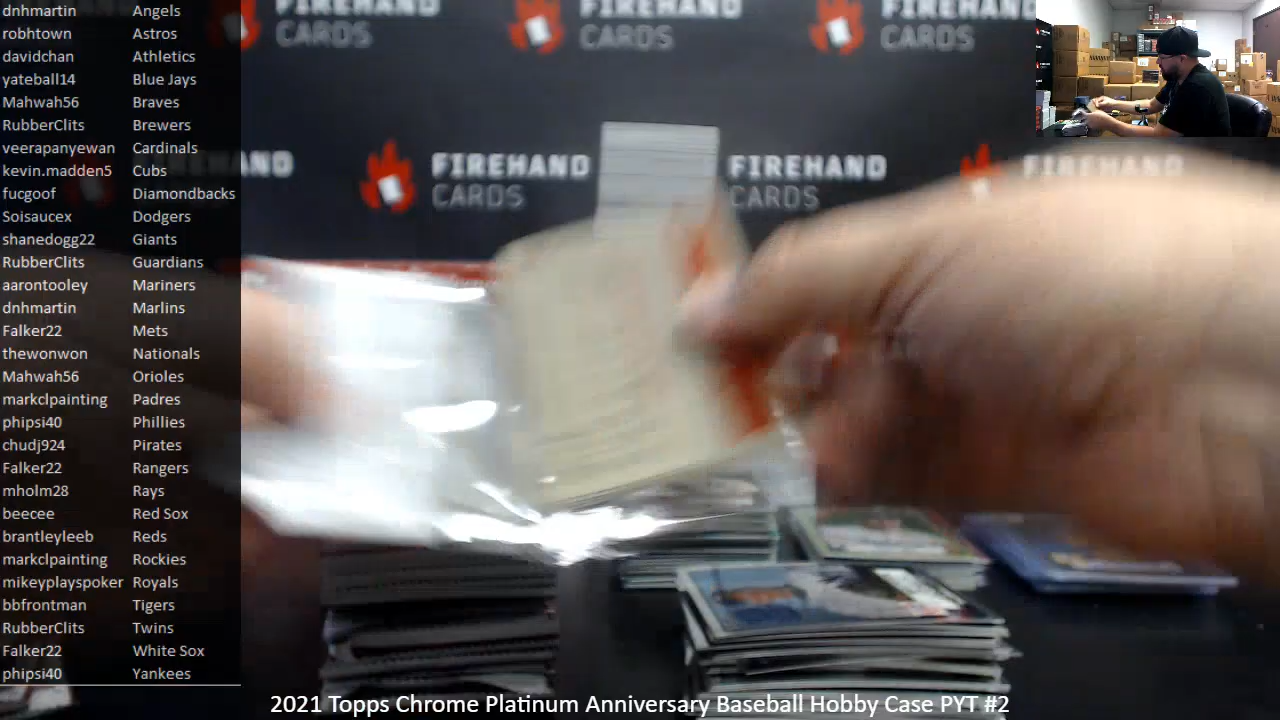 dnhmartin Angels
robhtown Astros
davidchan Athletics
yateball14 Blue Jays
Mahwah56 Braves
RubberClits Brewers
veerapanyewan Cardinals
kevin.madden5 Cubs
fucgoof Diamondbacks
Soisaucex Dodgers
shanedogg22 Giants
RubberClits Guardians
aarontooley Mariners
dnhmartin Marlins
Falker22 Mets
thewonwon Nationals
Mahwah56 Orioles
markclpainting Padres
phipsi40 Phillies
chudj924 Pirates
Falker22 Rangers
mholm28 Rays
beecee Red Sox
brantleyleeb Reds
markclpainting Rockies
mikeyplayspoker Royals
bbfrontman Tigers
RubberClits Twins
Falker22 White Sox
phipsi40 Yankees
FIREHAND
CARDS
FIREHAND
CARDS
FIREHAND
CARDS
FIREHAND
CARDS
FIREHAND
CARDS
2021 Topps Chrome Platinum Anniversary Baseball Hobby Case PYT #2